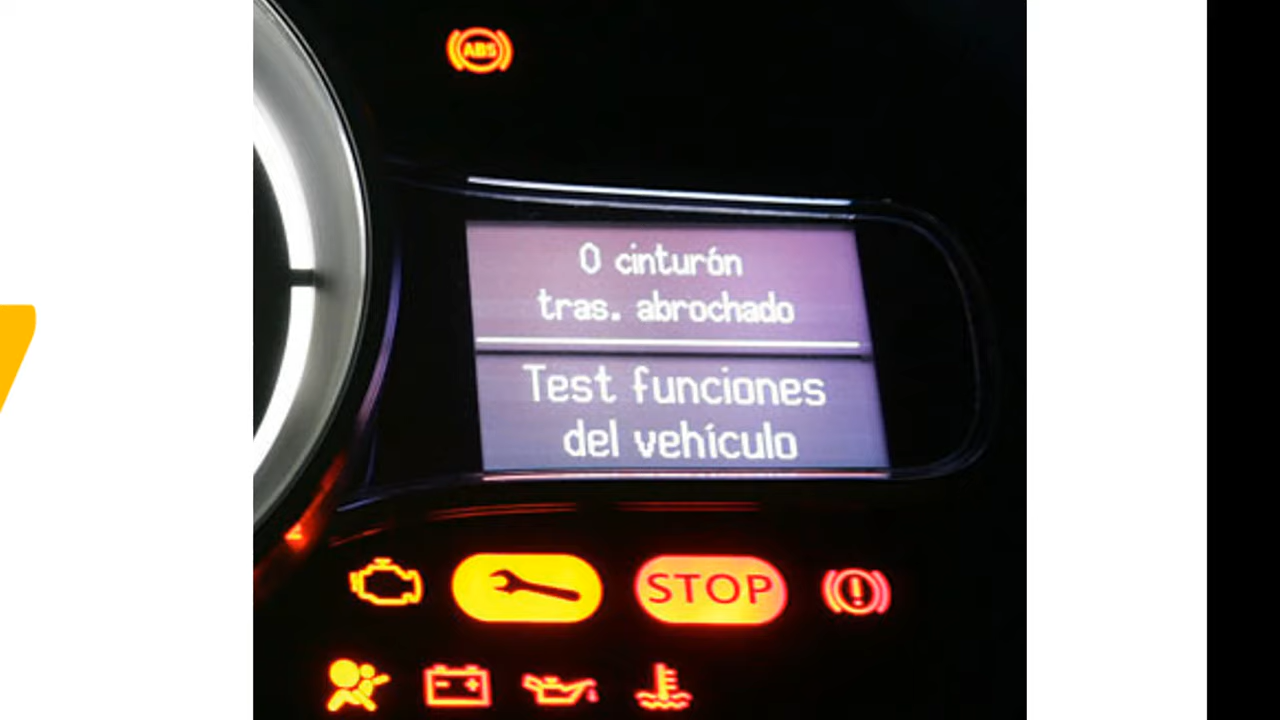 ABS
0 cinturón
tras. abrochado
Test funciones
del vehículo
STOP